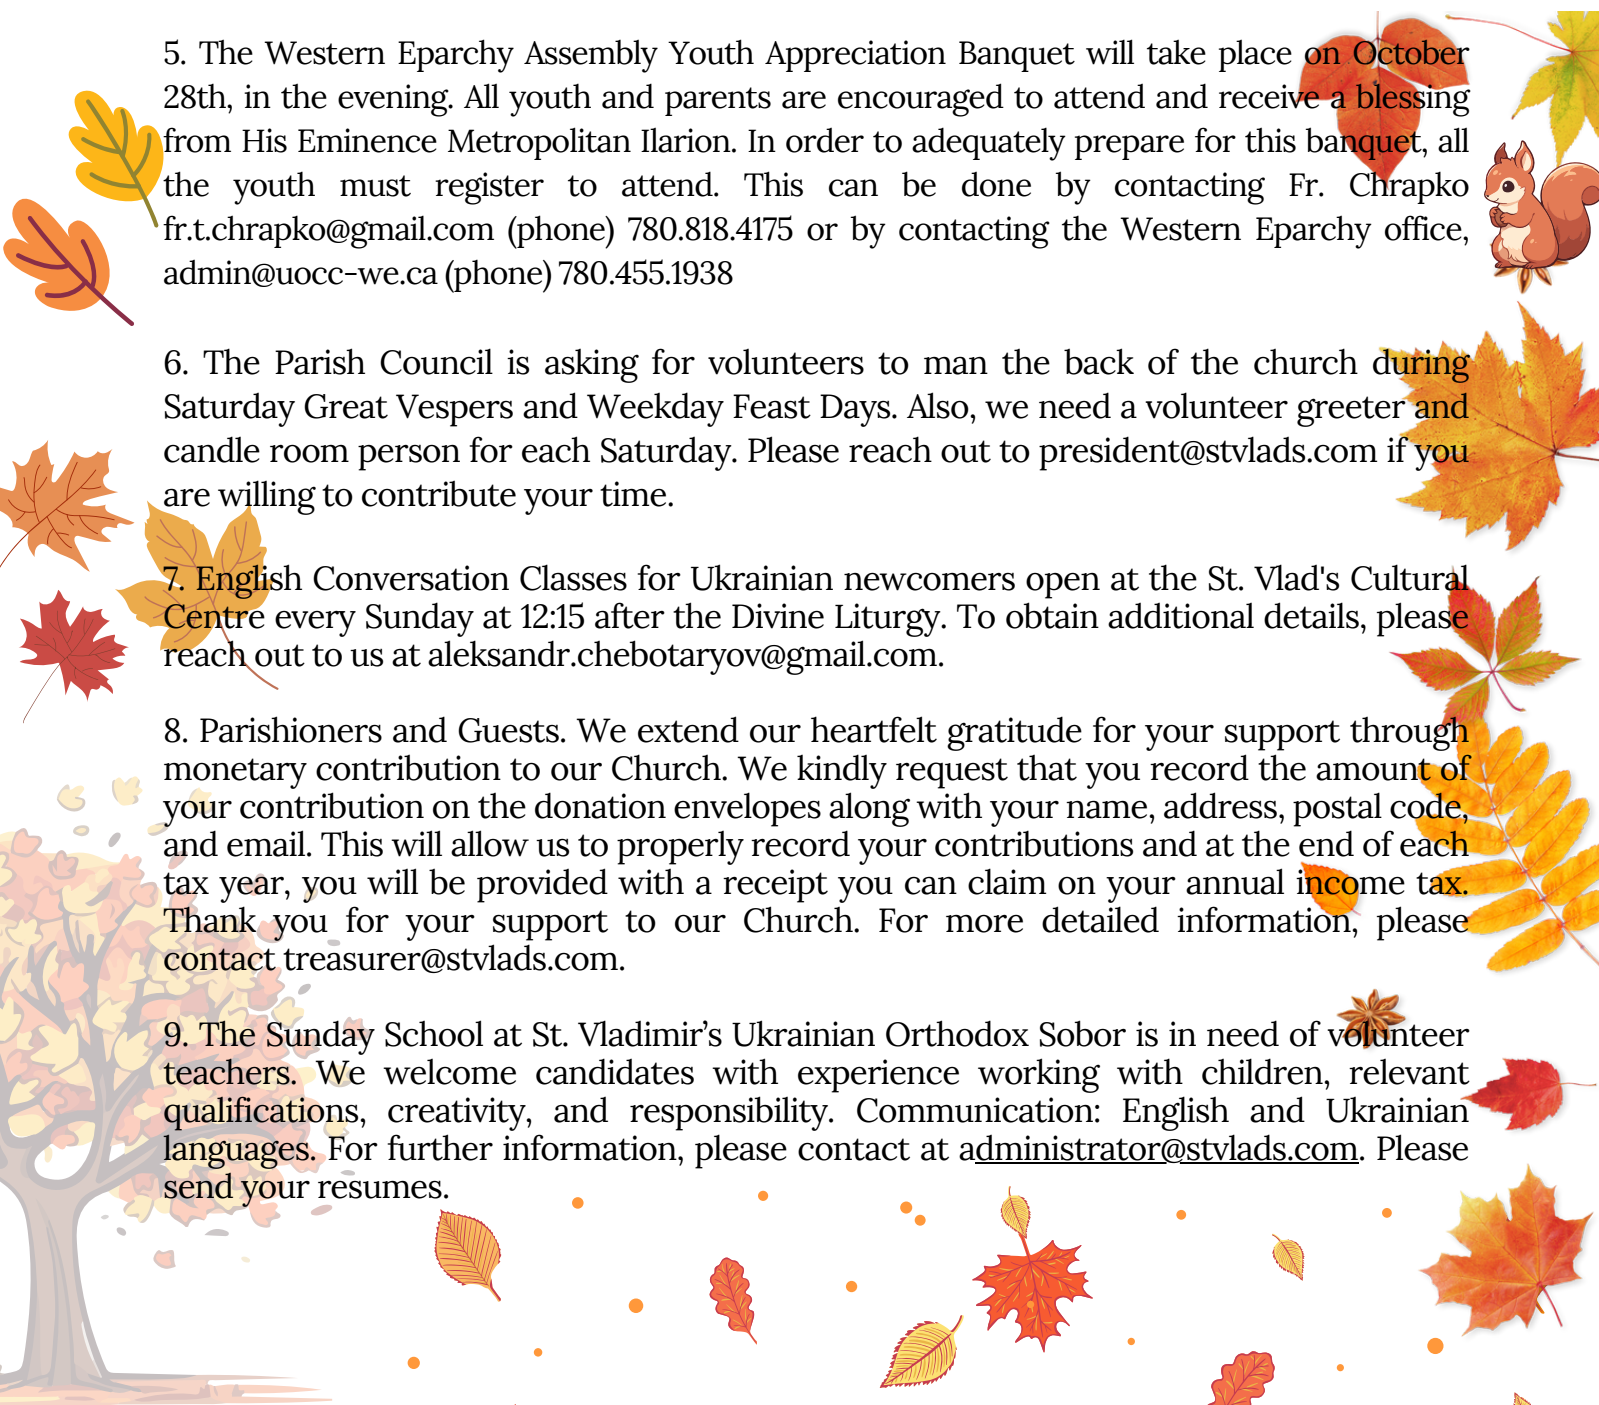 5. The Western Eparchy Assembly Youth Appreciation Banquet will take place on October
28th, in the evening. All youth and parents are encouraged to attend and receive a blessing
from His Eminence Metropolitan Ilarion. In order to adequately prepare for this banquet, all
the youth must register to attend. This can be done by contacting Fr. Chrapko
fr.t.chrapko@gmail.com (phone) 780.818.4175 or by contacting the Western Eparchy office,
admin@uocc-we.ca (phone) 780.455.1938
6. The Parish Council is asking for volunteers to man the back of the church during
Saturday Great Vespers and Weekday Feast Days. Also, we need a volunteer greeter and
candle room person for each Saturday. Please reach out to president@stvlads.com if you
are willing to contribute your time.
7. English Conversation Classes for Ukrainian newcomers open at the St. Vlad's Cultural
Centre every Sunday at 12:15 after the Divine Liturgy. To obtain additional details, please
reach out to us at aleksandr.chebotaryov@gmail.com.
8. Parishioners and Guests. We extend our heartfelt gratitude for your support through
monetary contribution to our Church. We kindly request that you record the amount of
your contribution on the donation envelopes along with your name, address, postal code,
and email. This will allow us to properly record your contributions and at the end of each
tax year, you will be provided with a receipt you can claim on your annual income tax.
Thank you for your support to our Church. For more detailed information, please
contact treasurer@stvlads.com.
9. The Sunday School at St. Vladimir’s Ukrainian Orthodox Sobor is in need of volunteer
teachers. We welcome candidates with experience working with children, relevant
qualifications, creativity, and responsibility. Communication: English and Ukrainian
languages. For further information, please contact at administrator@stvlads.com. Please
send your resumes.